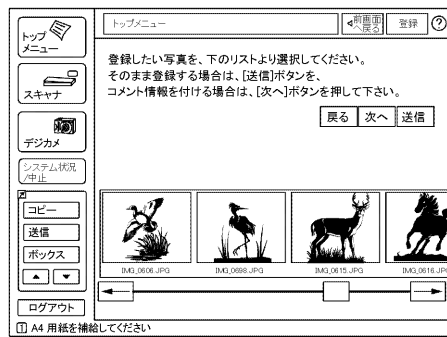 トップ
メニュー
トップメニュー
前画面
へ戻る
登録
?
登録したい写真を、下のリストより選択してください。
そのまま登録する場合は、[送信]ボタンを、
コメント情報を付ける場合は、[次へ]ボタンを押して下さい。
戻る 次へ 送信
スキャナ
デジカメ
システム状況
/中止
コピー
送信
ボックス
IMG_0606.JPG IMG_0698.JPG IMG_0615.JPG IMG_0616.JP
ログアウト
1 A4 用紙を補給してください